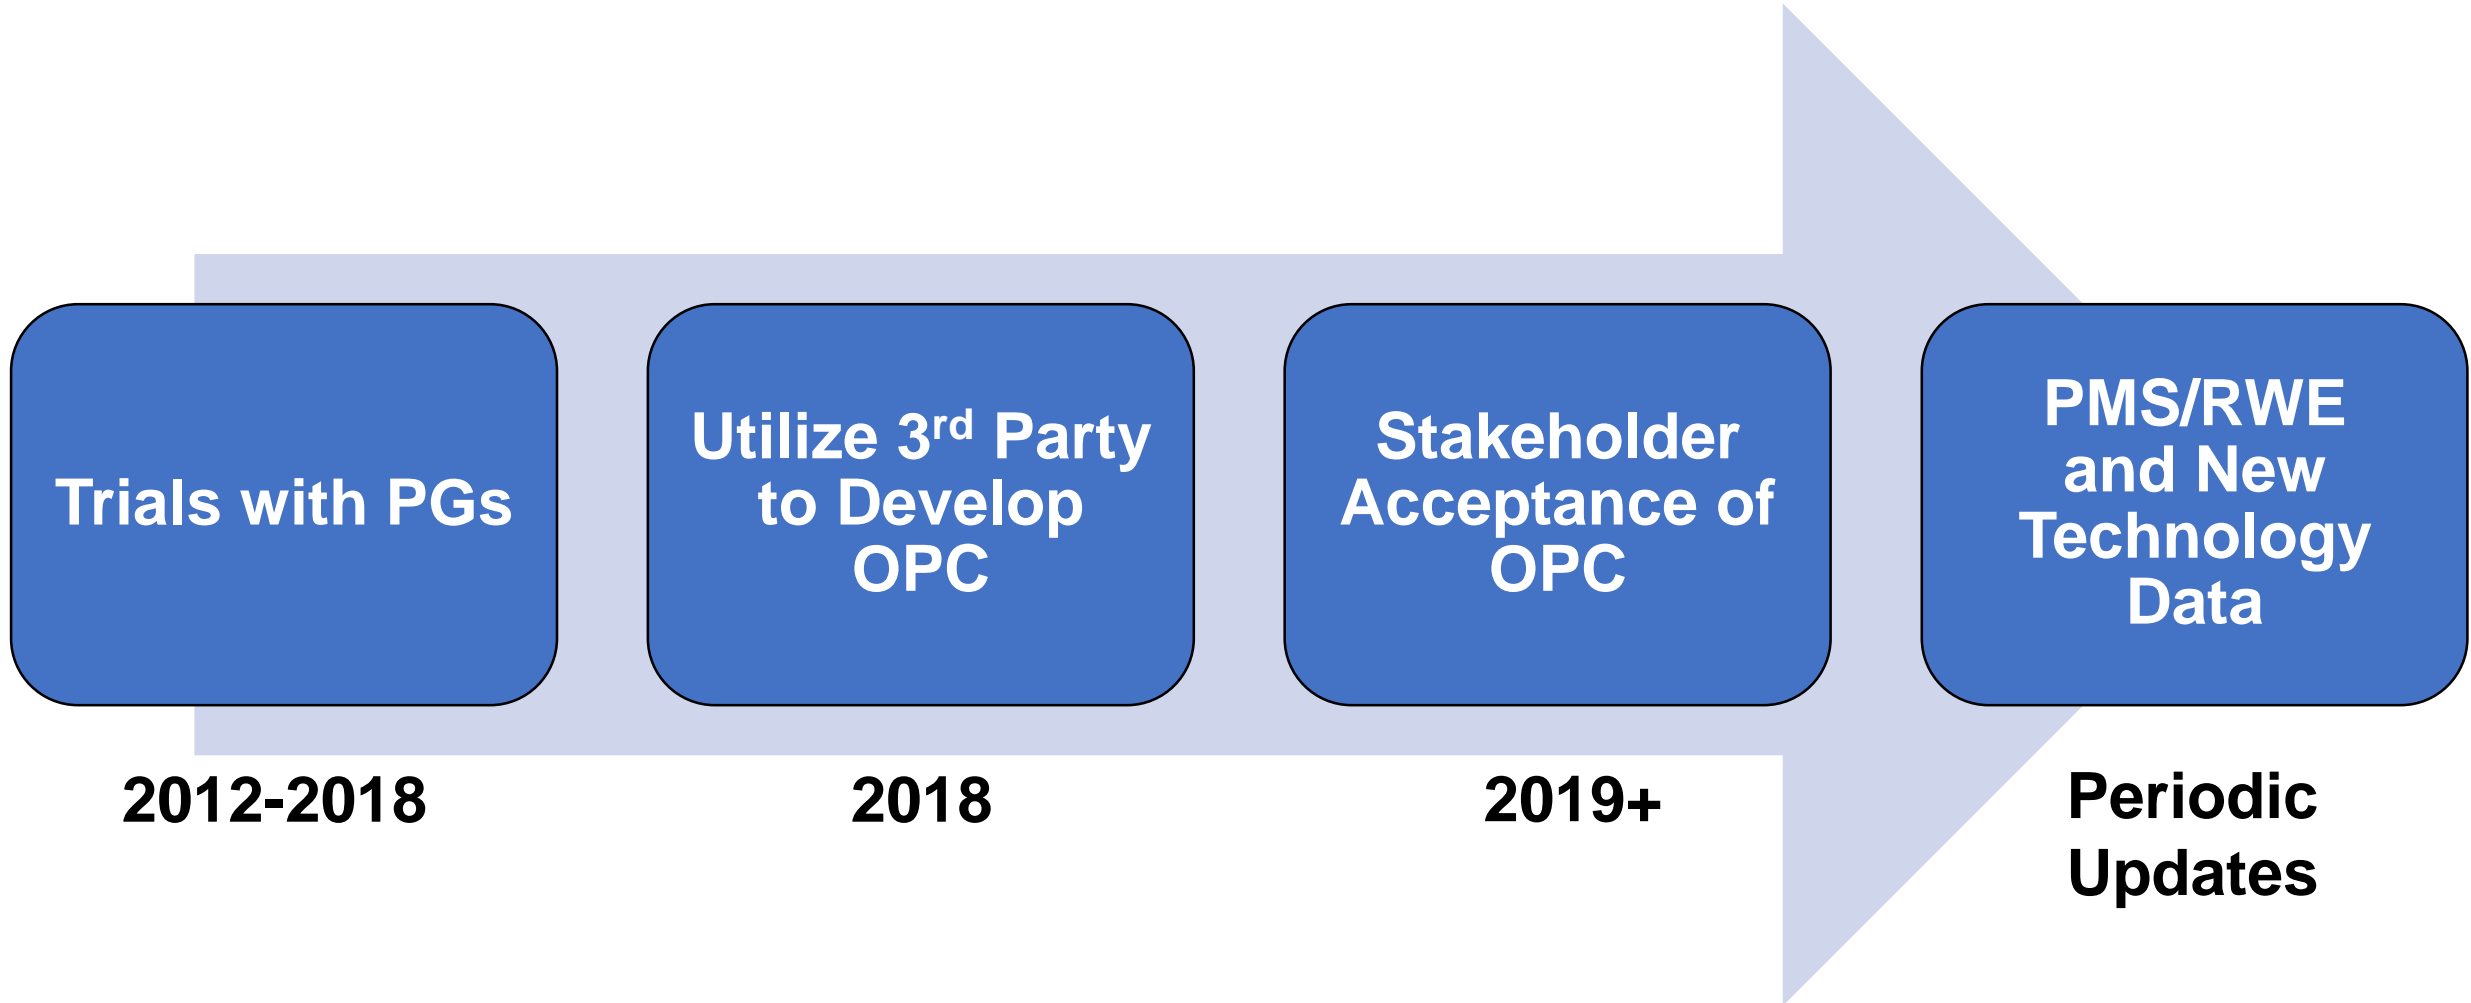 Trials with PGs
Utilize 3rd Party
to Develop
OPC
Stakeholder
Acceptance of
OPC
PMS/RWE
and New
Technology
Data
2012-2018
2018
2019+
Periodic
Updates